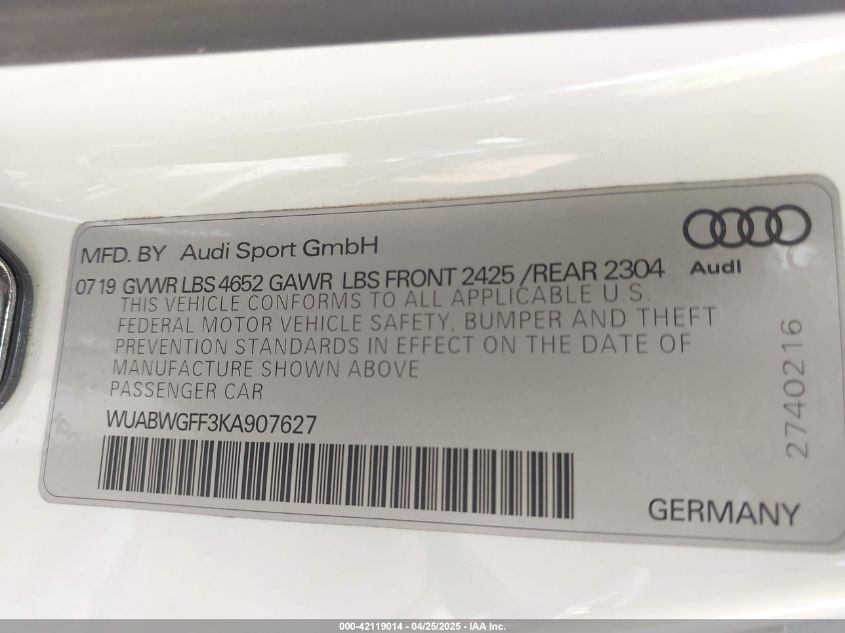 MFD. BY Audi Sport GmbH
Audi
07 19 GVWR LBS 4652 GAWR LBS FRONT 2425 /REAR 2304
THIS VEHICLE CONFORMS TO ALL APPLICABLE U.S.
FEDERAL MOTOR VEHICLE SAFETY, BUMPER AND THEFT
PREVENTION STANDARDS IN EFFECT ON THE DATE OF
MANUFACTURE SHOWN ABOVE
PASSENGER CAR
WUABWGFF3KA907627
2740216
GERMANY
000-42119014 - 04/25/2025 - IAA Inc.